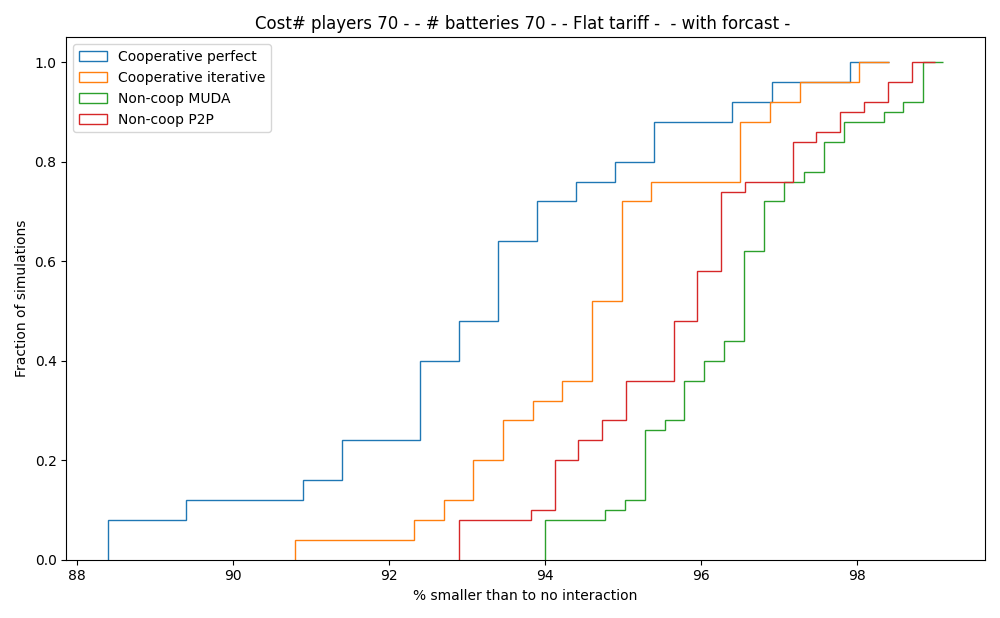 Cost# players 70 - - # batteries 70 - - Flat tariff -  - with forcast -
Cooperative perfect
Cooperative iterative
Non-coop MUDA
Non-coop P2P
Fraction of simulations
1.0
0.8
0.6
0.4
0.2
0.0
88 90 92 94 96 98
% smaller than to no interaction